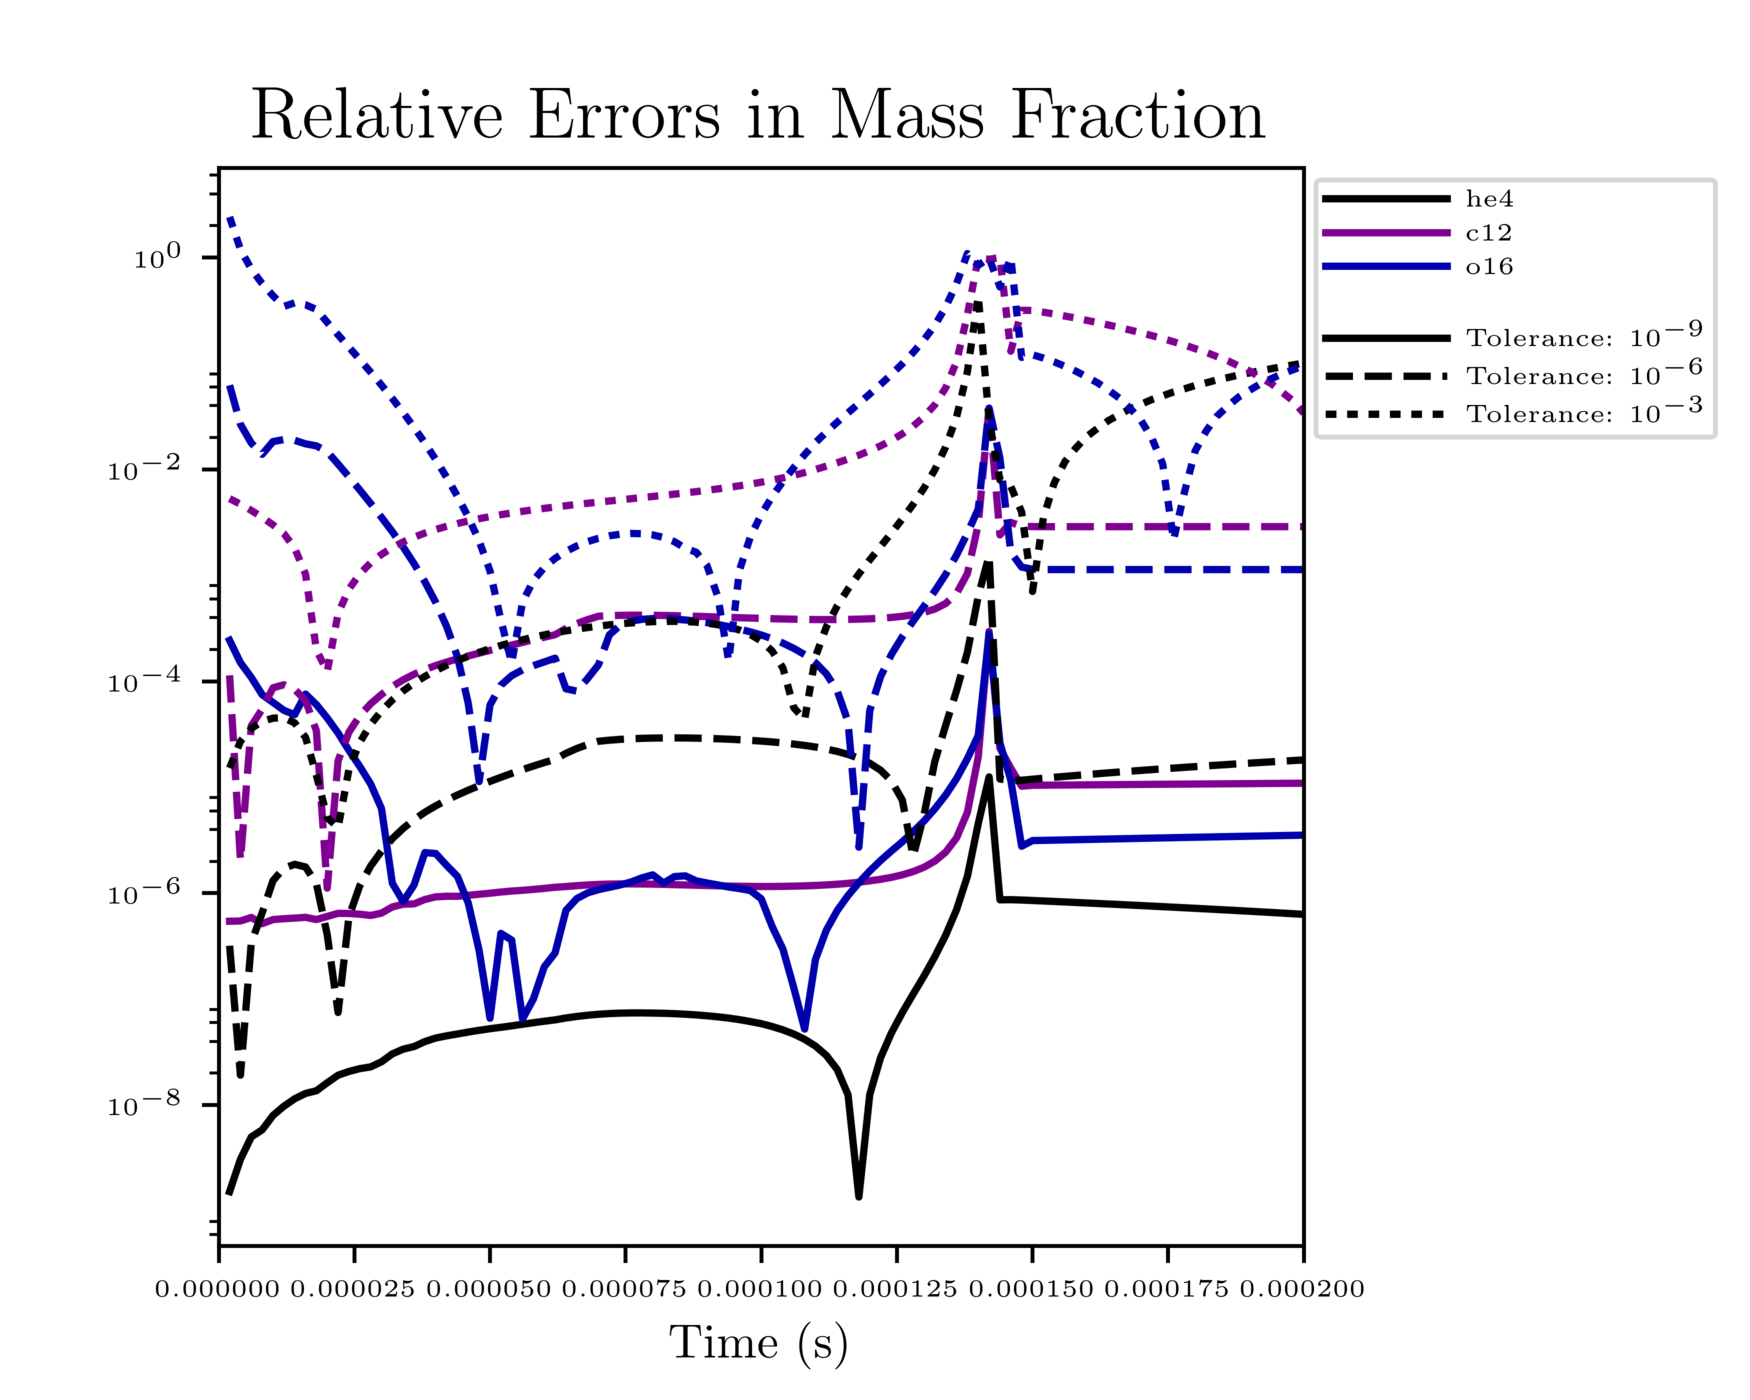 Relative Errors in Mass Fraction
10⁰
10⁻²
10⁻⁴
10⁻⁶
10⁻⁸
0.000000 0.000025 0.000050 0.000075 0.000100 0.000125 0.000150 0.000175 0.000200
Time (s)
he4
c12
o16
Tolerance: 10⁻⁹
Tolerance: 10⁻⁶
Tolerance: 10⁻³